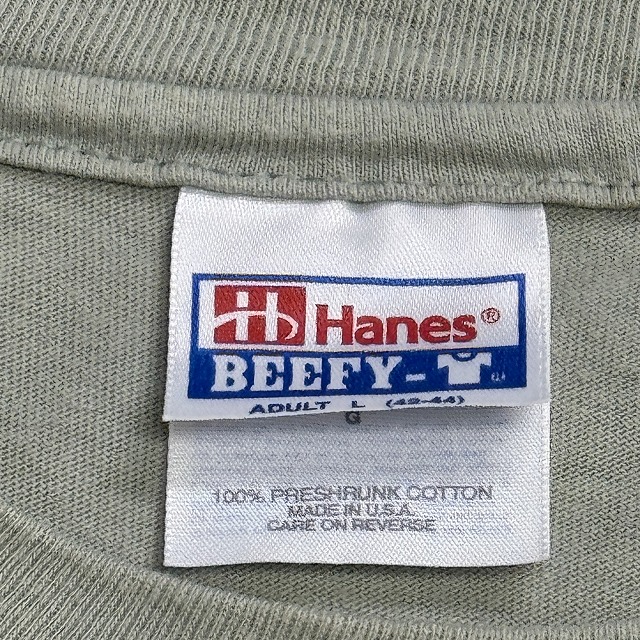 Hanes®
BEEFY-T
ADULT L (42-44)
G
100% PRESHRUNK COTTON
MADE IN U.S.A.
CARE ON REVERSE